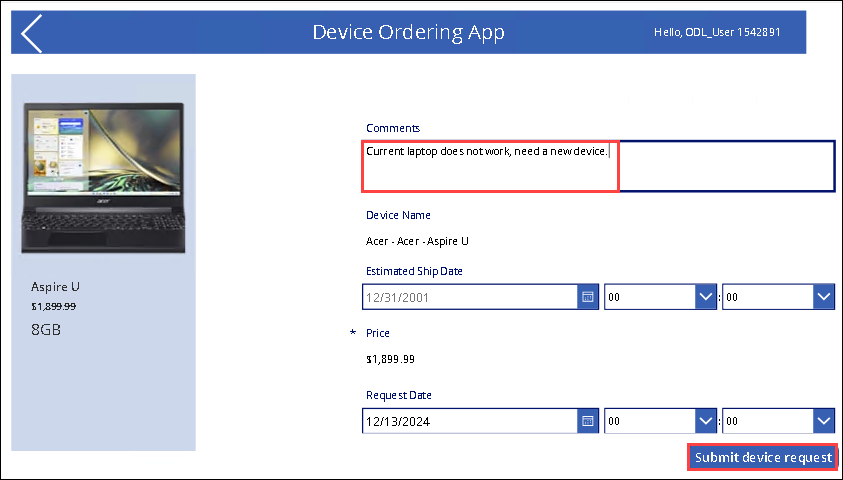 Device Ordering App
Hello, ODL_User 1542891
acer
Aspire U
$1,899.99
8GB
Comments
Current laptop does not work, need a new device.
Device Name
Acer - Acer - Aspire U
Estimated Ship Date
12/31/2001 00 : 00
* Price
$1,899.99
Request Date
12/13/2024 00 : 00
Submit device request